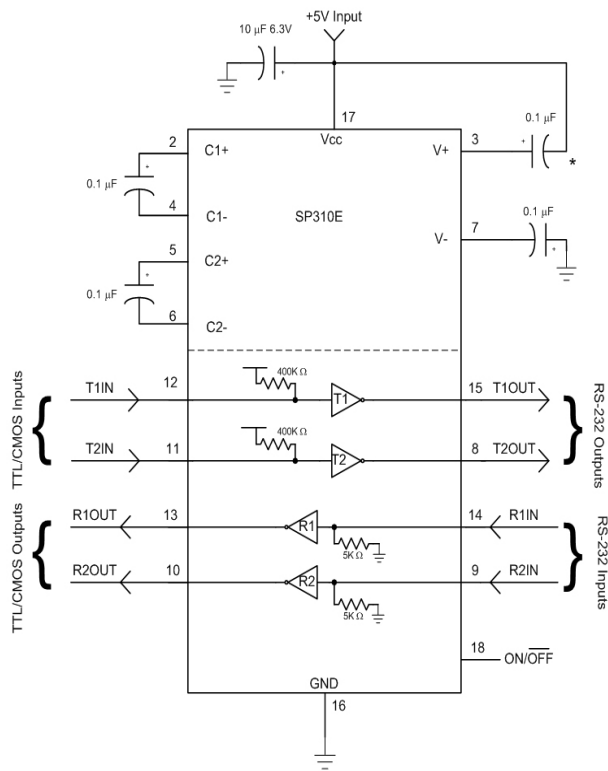 +5V Input
10 μF 6.3V
+
17
Vcc
2
C1+
+
0.1 μF
4
C1-
5
C2+
+
0.1 μF
6
C2-
SP310E
3
V+
0.1 μF
+
*
7
V-
0.1 μF
+
TTL/CMOS Inputs
T1IN
12
400K Ω
T1
15
T1OUT
T2IN
11
400K Ω
T2
8
T2OUT
RS-232 Outputs
TTL/CMOS Outputs
R1OUT
13
R1
5K Ω
14
R1IN
R2OUT
10
R2
5K Ω
9
R2IN
RS-232 Inputs
18
ON/OFF
GND
16